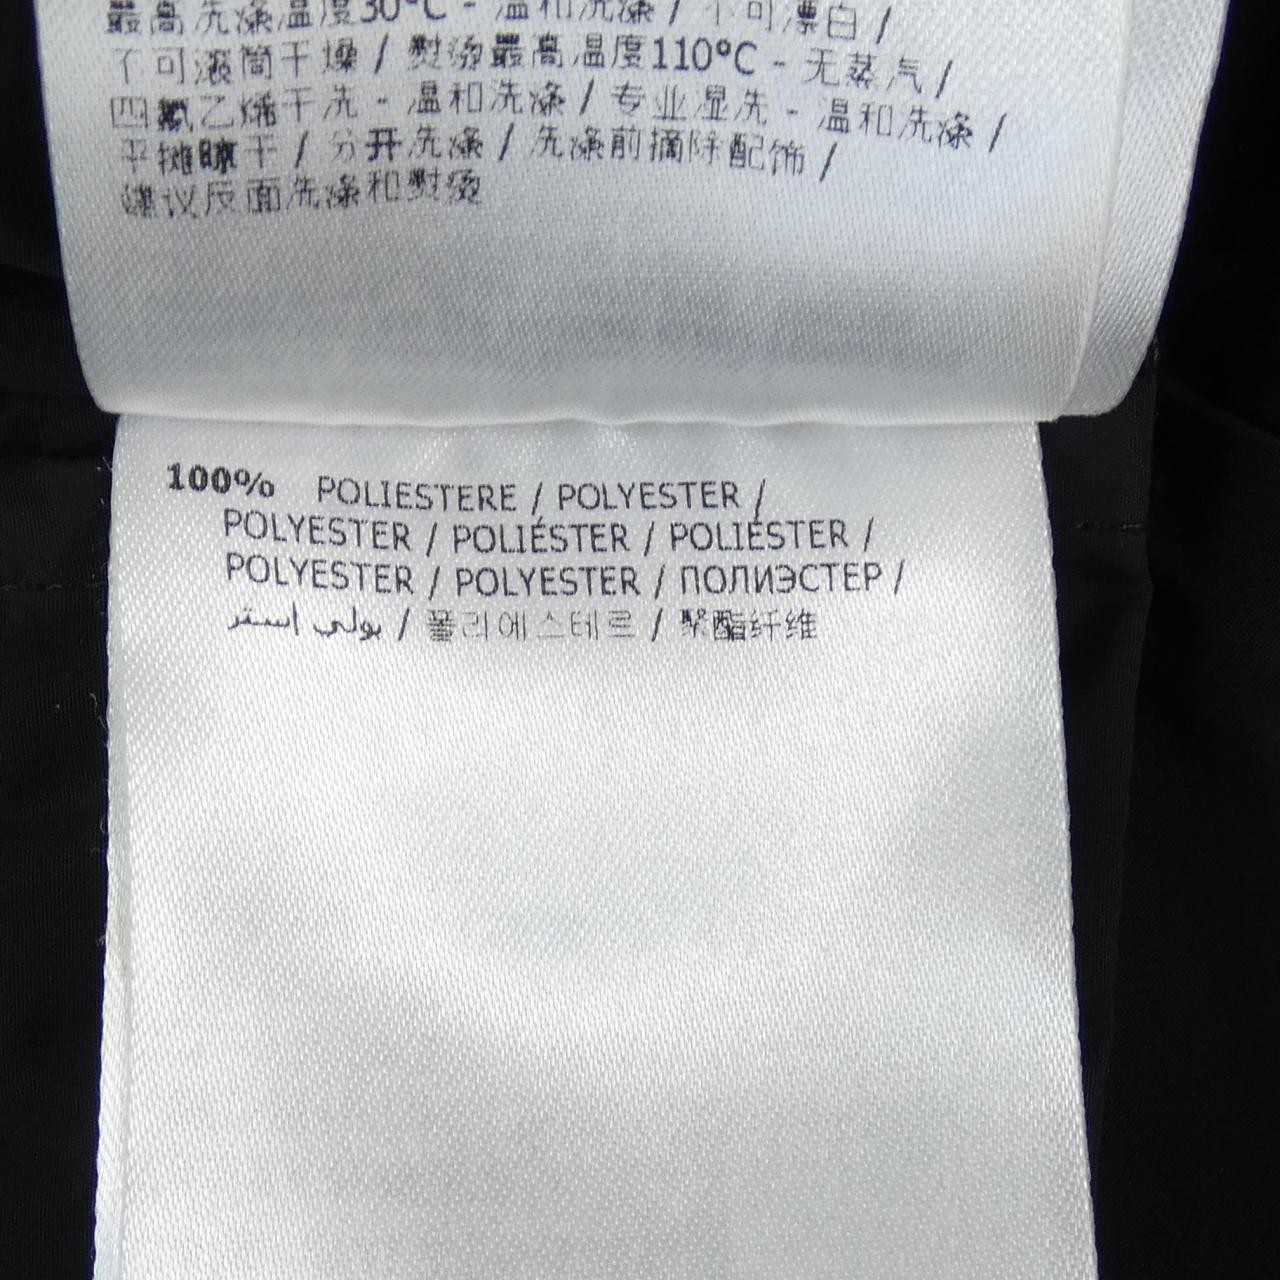 最高洗涤温度30°C - 温和洗涤 / 不可漂白 /
不可滚筒干燥 / 熨烫最高温度110°C - 无蒸气 /
四氯乙烯干洗 - 温和洗涤 / 专业湿洗 - 温和洗涤 /
平摊晾干 / 分开洗涤 / 洗涤前摘除配饰 /
建议反面洗涤和熨烫
100% POLIESTERE / POLYESTER /
POLYESTER / POLIÉSTER / POLIÉSTER /
POLYESTER / POLYESTER / ПОЛИЭСТЕР /
بولي استر / 폴리에스테르 / 聚酯纤维